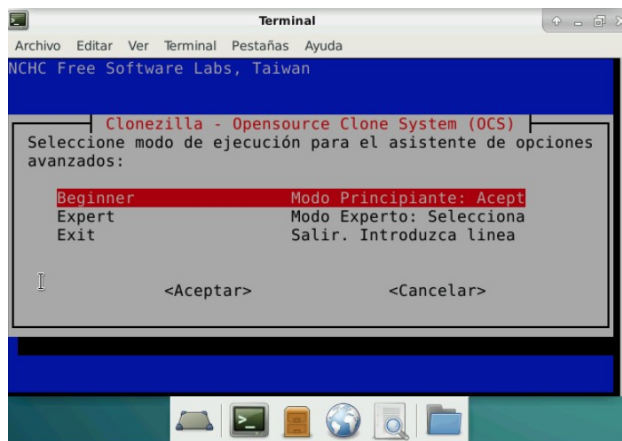 Terminal
Archivo Editar Ver Terminal Pestañas Ayuda
NCHC Free Software Labs, Taiwan
Clonezilla - Opensource Clone System (OCS)
Seleccione modo de ejecución para el asistente de opciones
avanzados:
Beginner Modo Principiante: Acept
Expert Modo Experto: Selecciona
Exit Salir. Introduzca linea
<Aceptar> <Cancelar>